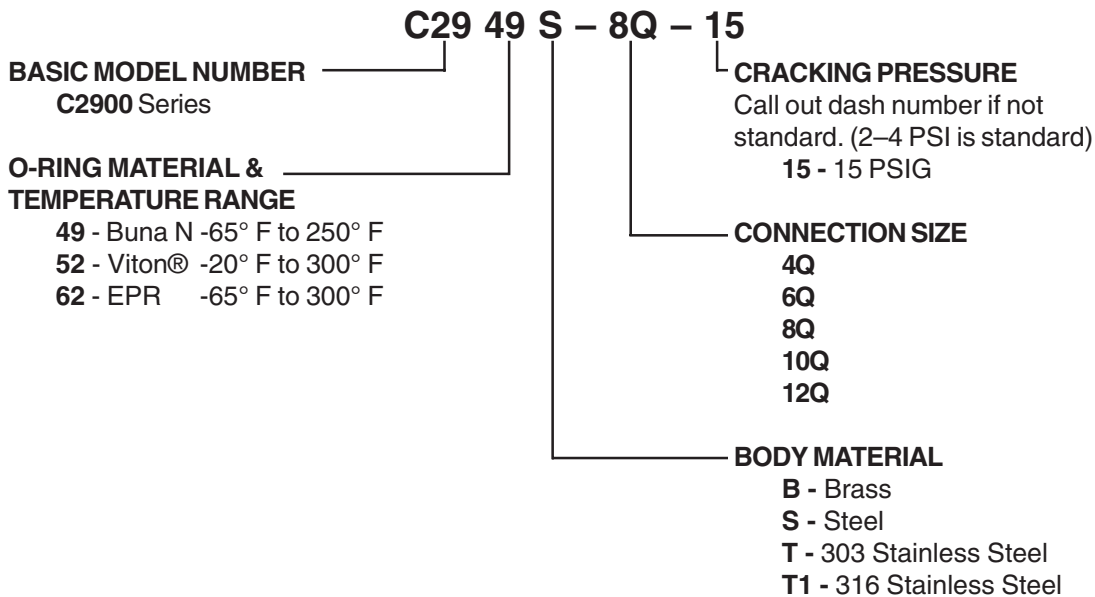 C29 49 S – 8Q – 15
BASIC MODEL NUMBER
C2900 Series
O-RING MATERIAL &
TEMPERATURE RANGE
49 - Buna N -65° F to 250° F
52 - Viton® -20° F to 300° F
62 - EPR -65° F to 300° F
CRACKING PRESSURE
Call out dash number if not
standard. (2–4 PSI is standard)
15 - 15 PSIG
CONNECTION SIZE
4Q
6Q
8Q
10Q
12Q
BODY MATERIAL
B - Brass
S - Steel
T - 303 Stainless Steel
T1 - 316 Stainless Steel